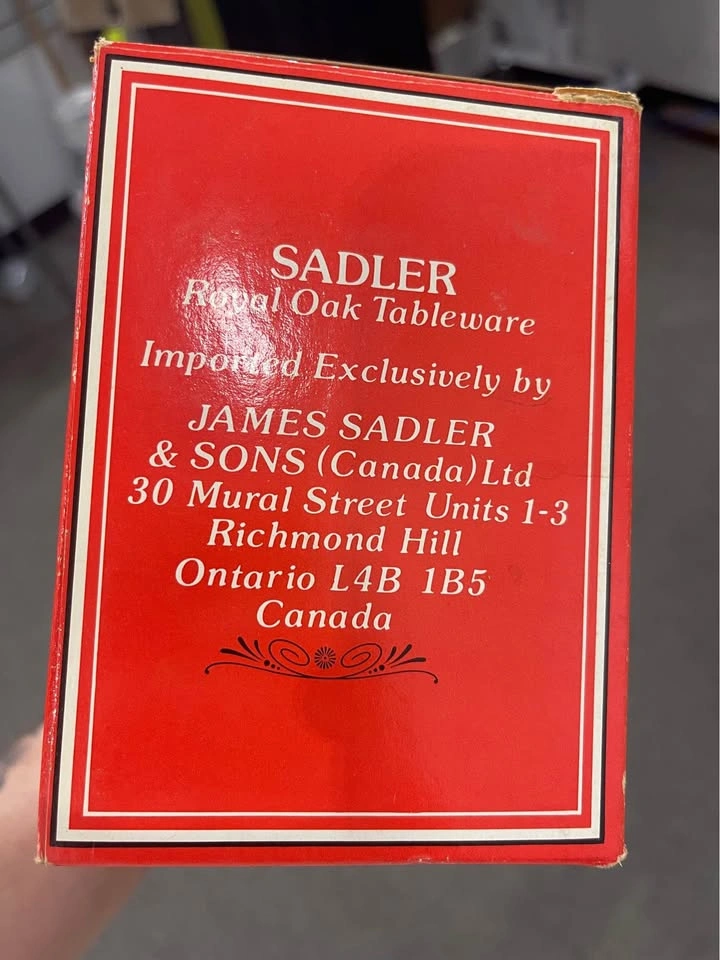 SADLER
Royal Oak Tableware
Imported Exclusively by
JAMES SADLER
& SONS (Canada) Ltd
30 Mural Street Units 1-3
Richmond Hill
Ontario L4B 1B5
Canada